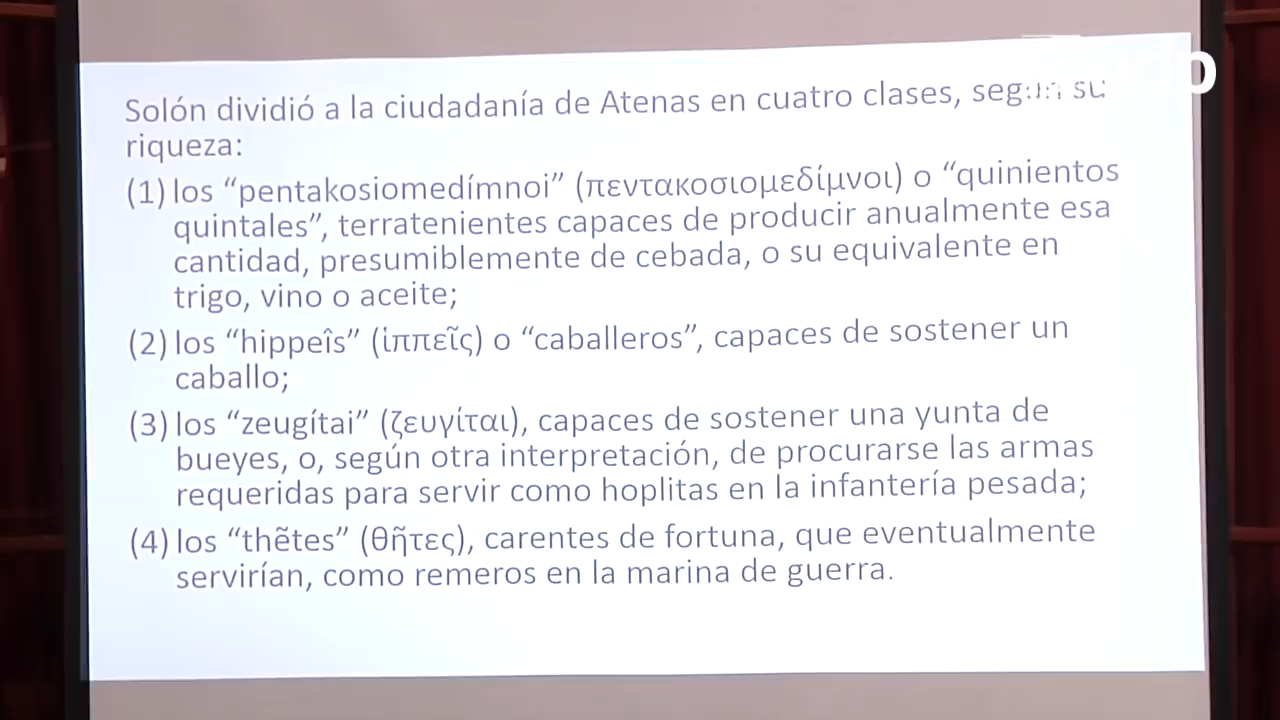 Solón dividió a la ciudadanía de Atenas en cuatro clases, según su
riqueza:
(1) los “pentakosiomedímnoi” (πεντακοσιομεδίμνοι) o “quinientos
quintales”, terratenientes capaces de producir anualmente esa
cantidad, presumiblemente de cebada, o su equivalente en
trigo, vino o aceite;
(2) los “hippeîs” (ἱππεῖς) o “caballeros”, capaces de sostener un
caballo;
(3) los “zeugítai” (ζευγίται), capaces de sostener una yunta de
bueyes, o, según otra interpretación, de procurarse las armas
requeridas para servir como hoplitas en la infantería pesada;
(4) los “thẽtes” (θῆτες), carentes de fortuna, que eventualmente
servirían, como remeros en la marina de guerra.